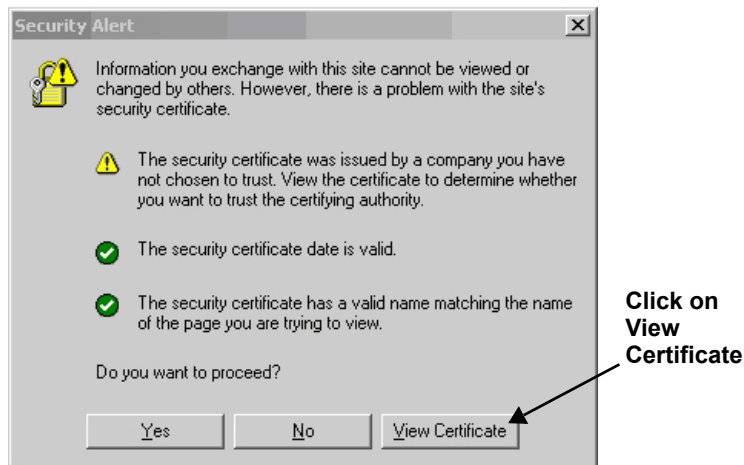 Security Alert
Information you exchange with this site cannot be viewed or
changed by others. However, there is a problem with the site's
security certificate.
The security certificate was issued by a company you have
not chosen to trust. View the certificate to determine whether
you want to trust the certifying authority.
The security certificate date is valid.
The security certificate has a valid name matching the name
of the page you are trying to view.
Click on
View
Certificate
Do you want to proceed?
Yes
No
View Certificate